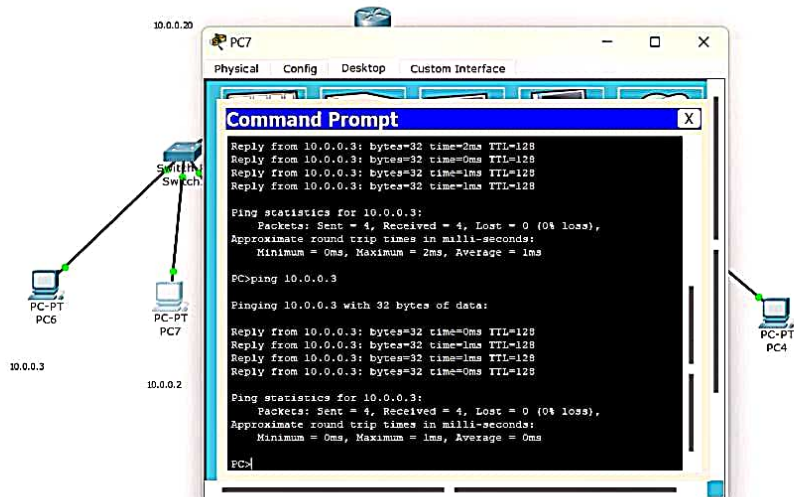 10.0.0.20
PC7
Physical Config Desktop Custom Interface
Command Prompt
X
Reply from 10.0.0.3: bytes=32 time=2ms TTL=128
Reply from 10.0.0.3: bytes=32 time=0ms TTL=128
Reply from 10.0.0.3: bytes=32 time=1ms TTL=128
Reply from 10.0.0.3: bytes=32 time=1ms TTL=128
Ping statistics for 10.0.0.3:
Packets: Sent = 4, Received = 4, Lost = 0 (0% loss),
Approximate round trip times in milli-seconds:
Minimum = 0ms, Maximum = 2ms, Average = 1ms
PC>ping 10.0.0.3
Pinging 10.0.0.3 with 32 bytes of data:
Reply from 10.0.0.3: bytes=32 time=0ms TTL=128
Reply from 10.0.0.3: bytes=32 time=1ms TTL=128
Reply from 10.0.0.3: bytes=32 time=1ms TTL=128
Reply from 10.0.0.3: bytes=32 time=0ms TTL=128
Ping statistics for 10.0.0.3:
Packets: Sent = 4, Received = 4, Lost = 0 (0% loss),
Approximate round trip times in milli-seconds:
Minimum = 0ms, Maximum = 1ms, Average = 0ms
PC>
Switch
PC-PT
PC6
10.0.0.3
PC-PT
PC7
10.0.0.2
PC-PT
PC4